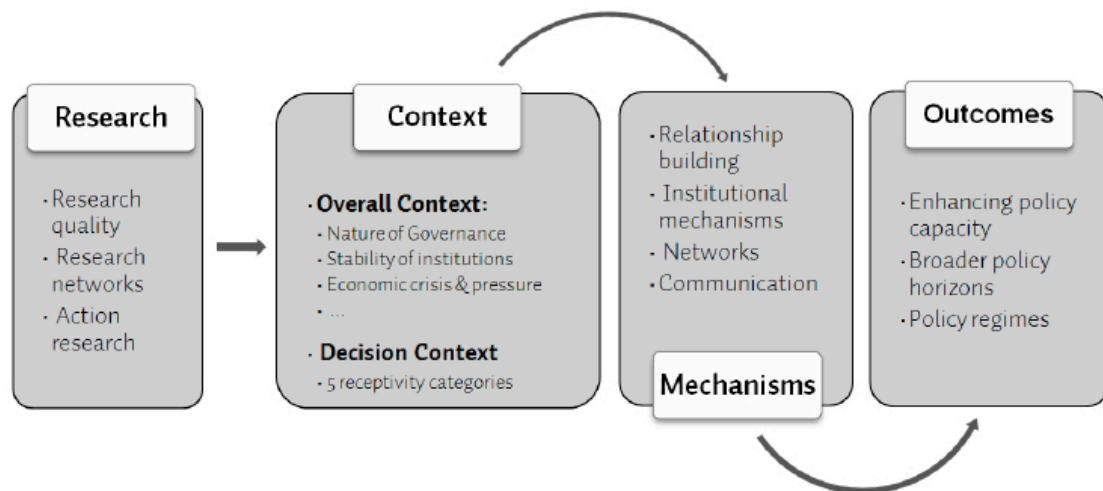 Research
· Research
quality
· Research
networks
· Action
research
Context
· Overall Context:
· Nature of Governance
· Stability of institutions
· Economic crisis & pressure
· ...
· Decision Context
· 5 receptivity categories
· Relationship
building
· Institutional
mechanisms
· Networks
· Communication
Mechanisms
Outcomes
· Enhancing policy
capacity
· Broader policy
horizons
· Policy regimes